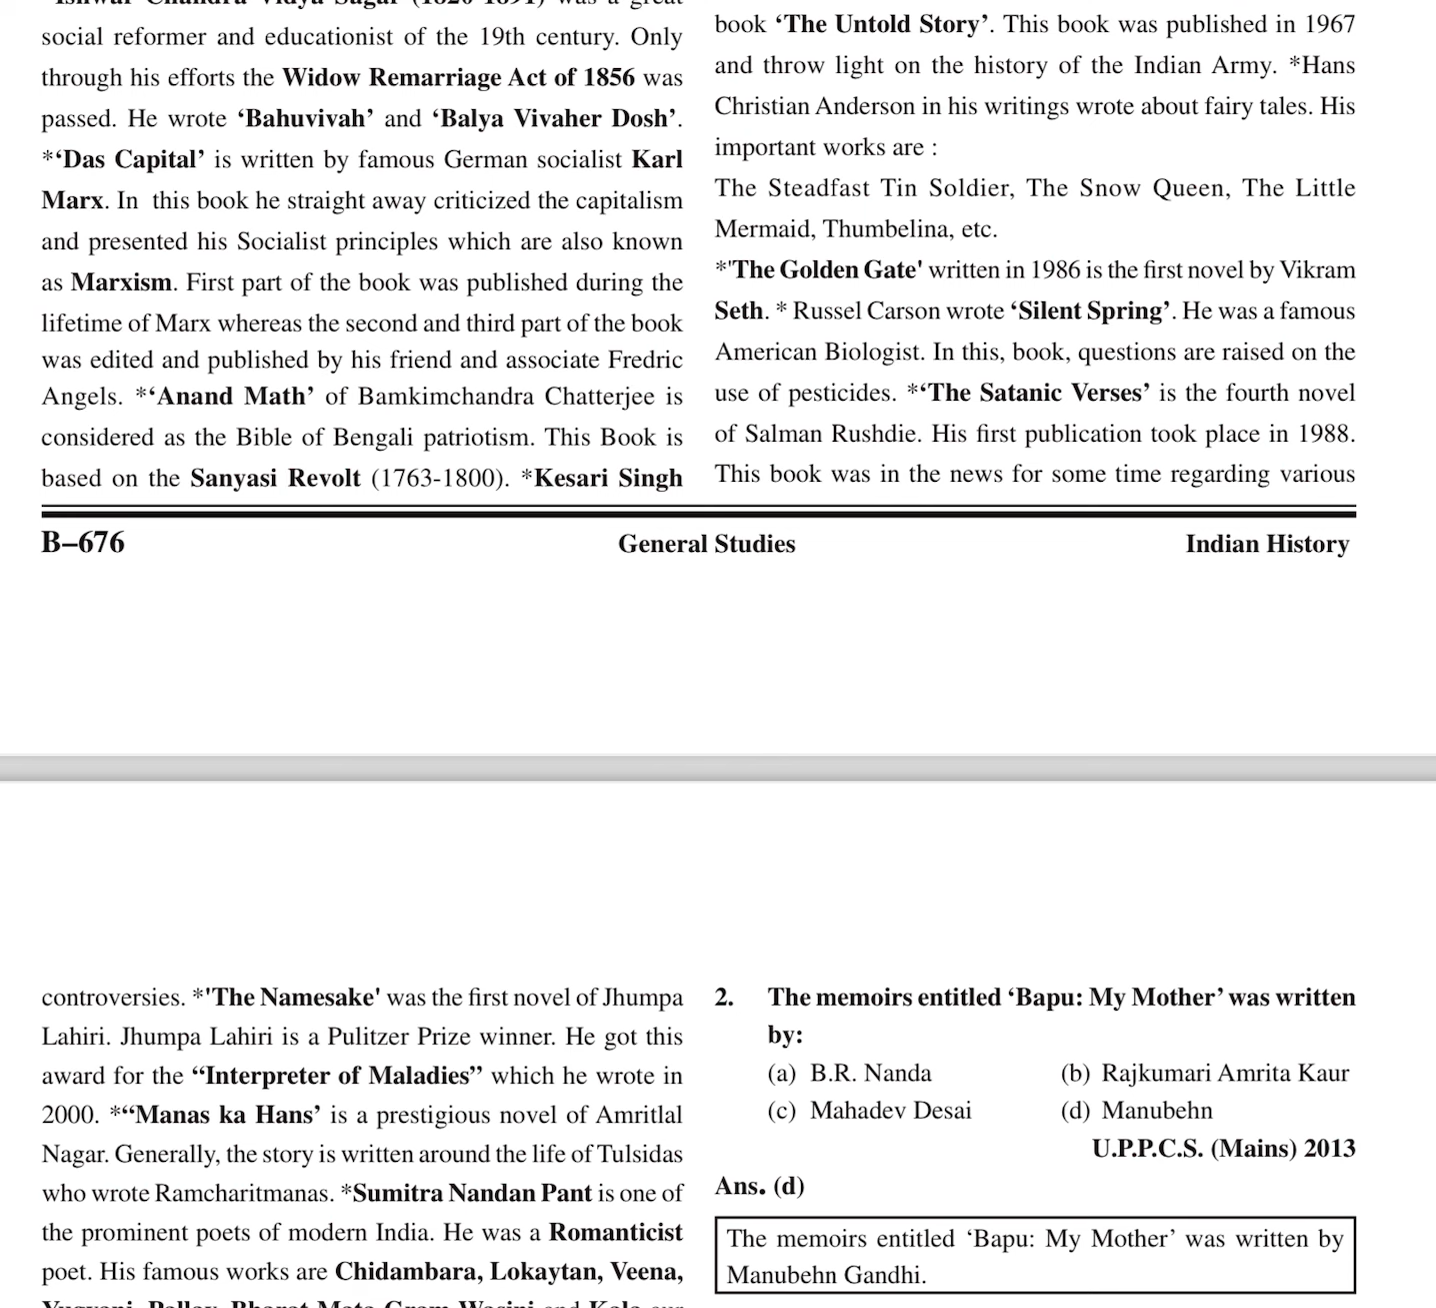 Ishwar Chandra Vidya Sagar (1820-1891) was a great
social reformer and educationist of the 19th century. Only
through his efforts the Widow Remarriage Act of 1856 was
passed. He wrote ‘Bahuvivah’ and ‘Balya Vivaher Dosh’.
*‘Das Capital’ is written by famous German socialist Karl
Marx. In this book he straight away criticized the capitalism
and presented his Socialist principles which are also known
as Marxism. First part of the book was published during the
lifetime of Marx whereas the second and third part of the book
was edited and published by his friend and associate Fredric
Angels. *‘Anand Math’ of Bamkimchandra Chatterjee is
considered as the Bible of Bengali patriotism. This Book is
based on the Sanyasi Revolt (1763-1800). *Kesari Singh
book ‘The Untold Story’. This book was published in 1967
and throw light on the history of the Indian Army. *Hans
Christian Anderson in his writings wrote about fairy tales. His
important works are :
The Steadfast Tin Soldier, The Snow Queen, The Little
Mermaid, Thumbelina, etc.
*'The Golden Gate' written in 1986 is the first novel by Vikram
Seth. * Russel Carson wrote ‘Silent Spring’. He was a famous
American Biologist. In this, book, questions are raised on the
use of pesticides. *‘The Satanic Verses’ is the fourth novel
of Salman Rushdie. His first publication took place in 1988.
This book was in the news for some time regarding various
B–676 General Studies Indian History
controversies. *'The Namesake' was the first novel of Jhumpa
Lahiri. Jhumpa Lahiri is a Pulitzer Prize winner. He got this
award for the “Interpreter of Maladies” which he wrote in
2000. *“Manas ka Hans’ is a prestigious novel of Amritlal
Nagar. Generally, the story is written around the life of Tulsidas
who wrote Ramcharitmanas. *Sumitra Nandan Pant is one of
the prominent poets of modern India. He was a Romanticist
poet. His famous works are Chidambara, Lokaytan, Veena,
2. The memoirs entitled ‘Bapu: My Mother’ was written
by:
(a) B.R. Nanda (b) Rajkumari Amrita Kaur
(c) Mahadev Desai (d) Manubehn
U.P.P.C.S. (Mains) 2013
Ans. (d)
The memoirs entitled ‘Bapu: My Mother’ was written by
Manubehn Gandhi.